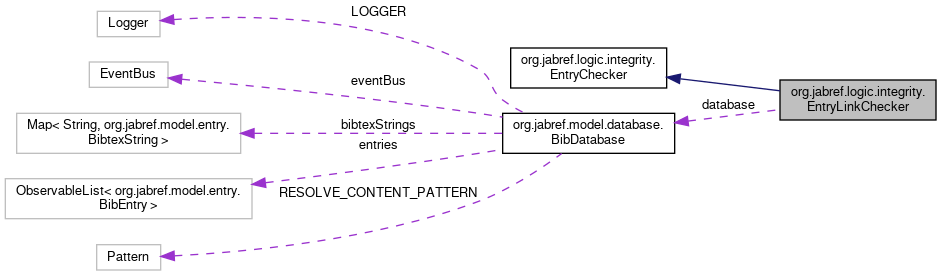 LOGGER
Logger
org.jabref.logic.integrity.
EntryChecker
EventBus
eventBus
org.jabref.logic.integrity.
EntryLinkChecker
database
Map< String, org.jabref.model.entry.
BibtexString >
bibtexStrings
org.jabref.model.database.
BibDatabase
entries
ObservableList< org.jabref.model.entry.
BibEntry >
RESOLVE_CONTENT_PATTERN
Pattern